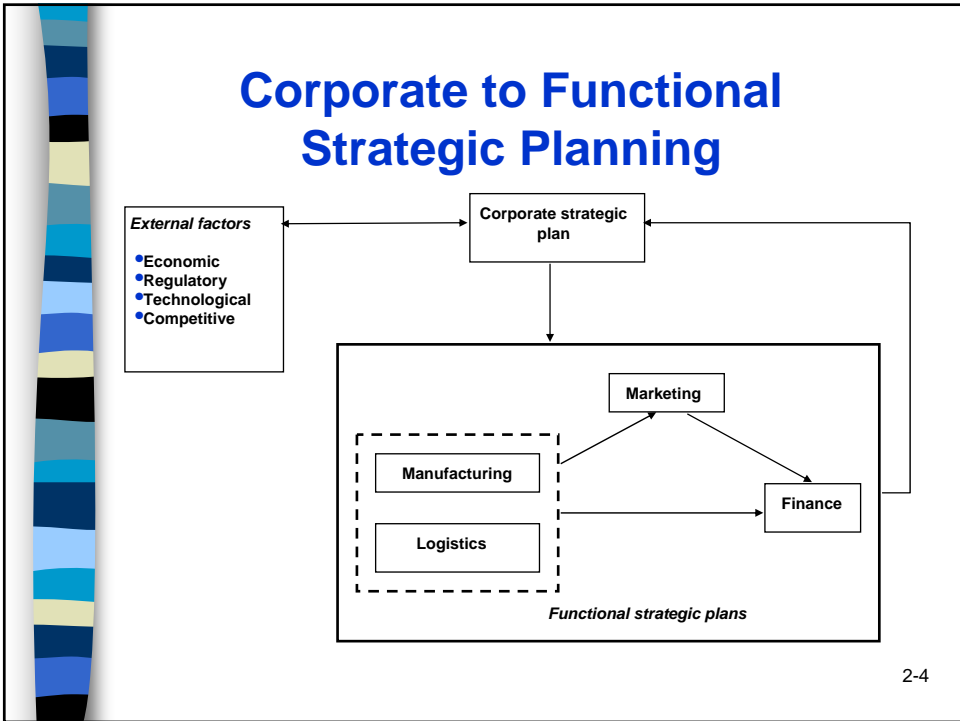 Corporate to Functional
Strategic Planning
External factors
•Economic
•Regulatory
•Technological
•Competitive
Corporate strategic
plan
Marketing
Manufacturing
Logistics
Finance
Functional strategic plans
2-4